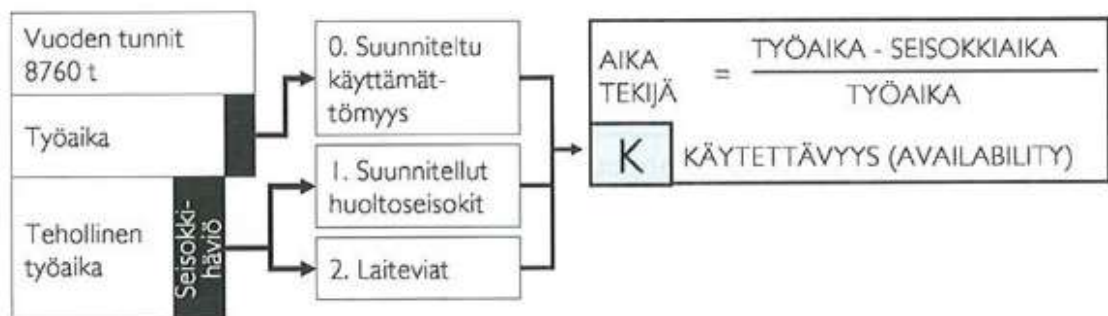 Vuoden tunnit
8760 t
Työaika
Tehollinen
työaika
Seisokki-
häviö
0. Suunniteltu
käyttämät-
tömyys
1. Suunnitellut
huoltoseisokit
2. Laiteviat
AIKA
TEKIJÄ
=
TYÖAIKA - SEISOKKIAIKA
TYÖAIKA
K
KÄYTETTÄVYYS (AVAILABILITY)